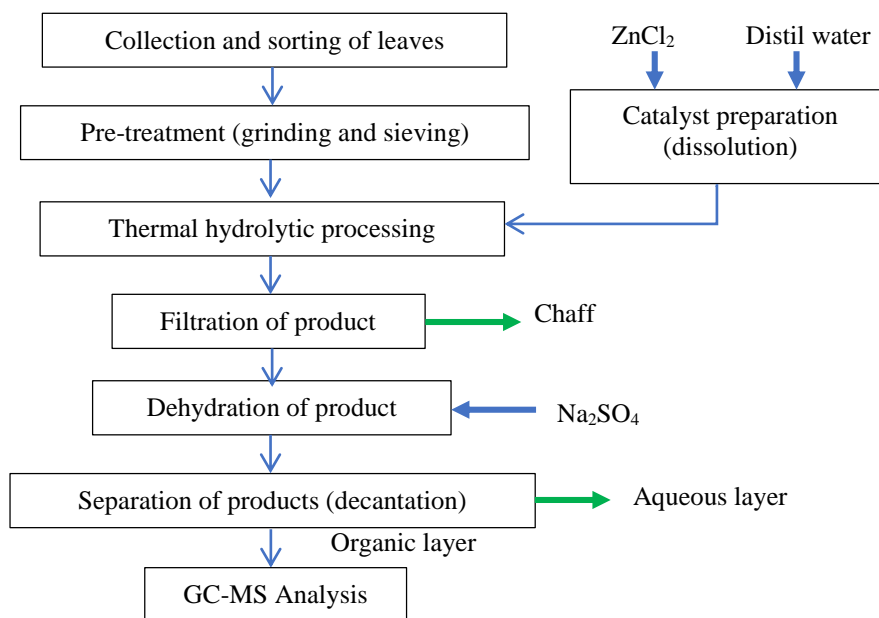 Collection and sorting of leaves
ZnCl₂
Distil water
Pre-treatment (grinding and sieving)
Catalyst preparation
(dissolution)
Thermal hydrolytic processing
Filtration of product
Chaff
Dehydration of product
Na₂SO₄
Separation of products (decantation)
Aqueous layer
Organic layer
GC-MS Analysis